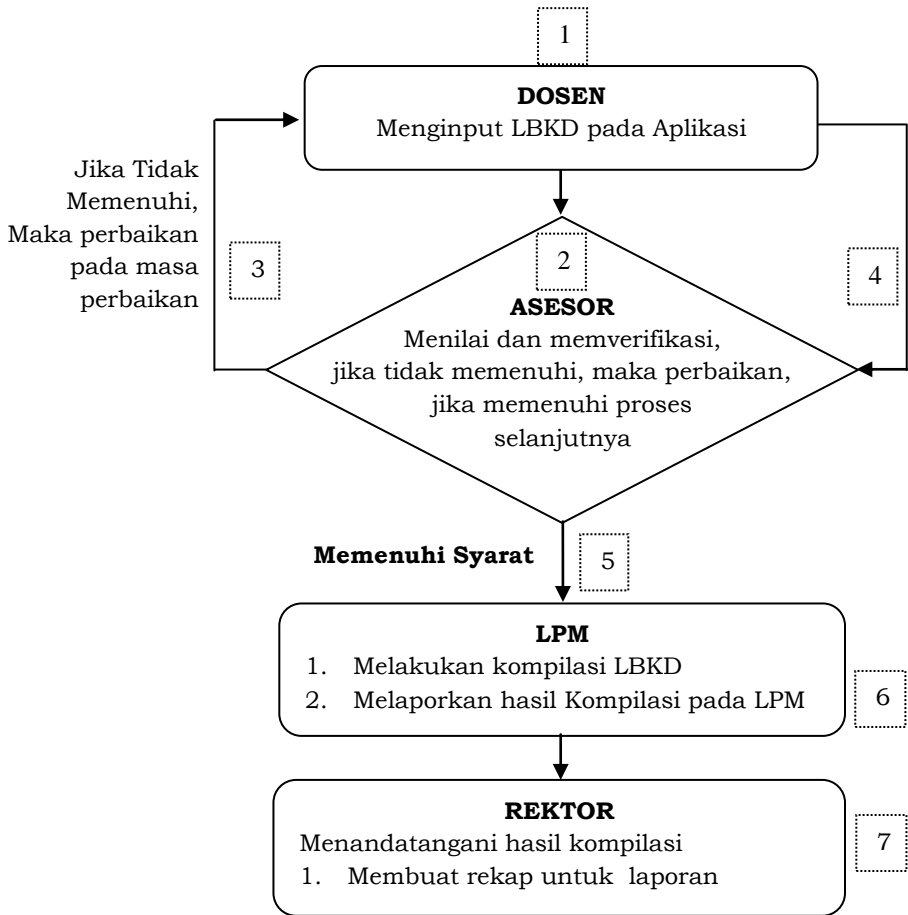 1
DOSEN
Menginput LBKD pada Aplikasi
Jika Tidak
Memenuhi,
Maka perbaikan
pada masa
perbaikan
3
2
4
ASESOR
Menilai dan memverifikasi,
jika tidak memenuhi, maka perbaikan,
jika memenuhi proses
selanjutnya
Memenuhi Syarat
5
LPM
1. Melakukan kompilasi LBKD
2. Melaporkan hasil Kompilasi pada LPM
6
REKTOR
Menandatangani hasil kompilasi
1. Membuat rekap untuk laporan
7